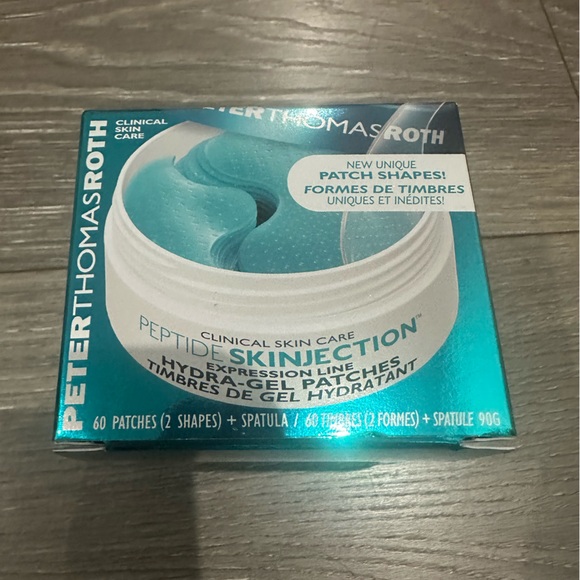 PETERTHOMASROTH
CLINICAL
SKIN
CARE
PETERTHOMASROTH
NEW UNIQUE
PATCH SHAPES!
FORMES DE TIMBRES
UNIQUES ET INÉDITES!
CLINICAL SKIN CARE
PEPTIDE SKINJECTION™
EXPRESSION LINE
HYDRA-GEL PATCHES
TIMBRES DE GEL HYDRATANT
60 PATCHES (2 SHAPES) + SPATULA / 60 TIMBRES (2 FORMES) + SPATULE 90G